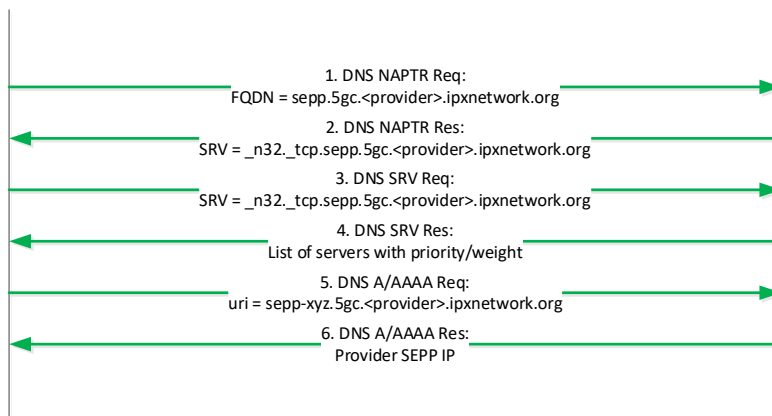 1. DNS NAPTR Req:
FQDN = sepp.5gc.<provider>.ipxnetwork.org
2. DNS NAPTR Res:
SRV = _n32._tcp.sepp.5gc.<provider>.ipxnetwork.org
3. DNS SRV Req:
SRV = _n32._tcp.sepp.5gc.<provider>.ipxnetwork.org
4. DNS SRV Res:
List of servers with priority/weight
5. DNS A/AAAA Req:
uri = sepp-xyz.5gc.<provider>.ipxnetwork.org
6. DNS A/AAAA Res:
Provider SEPP IP